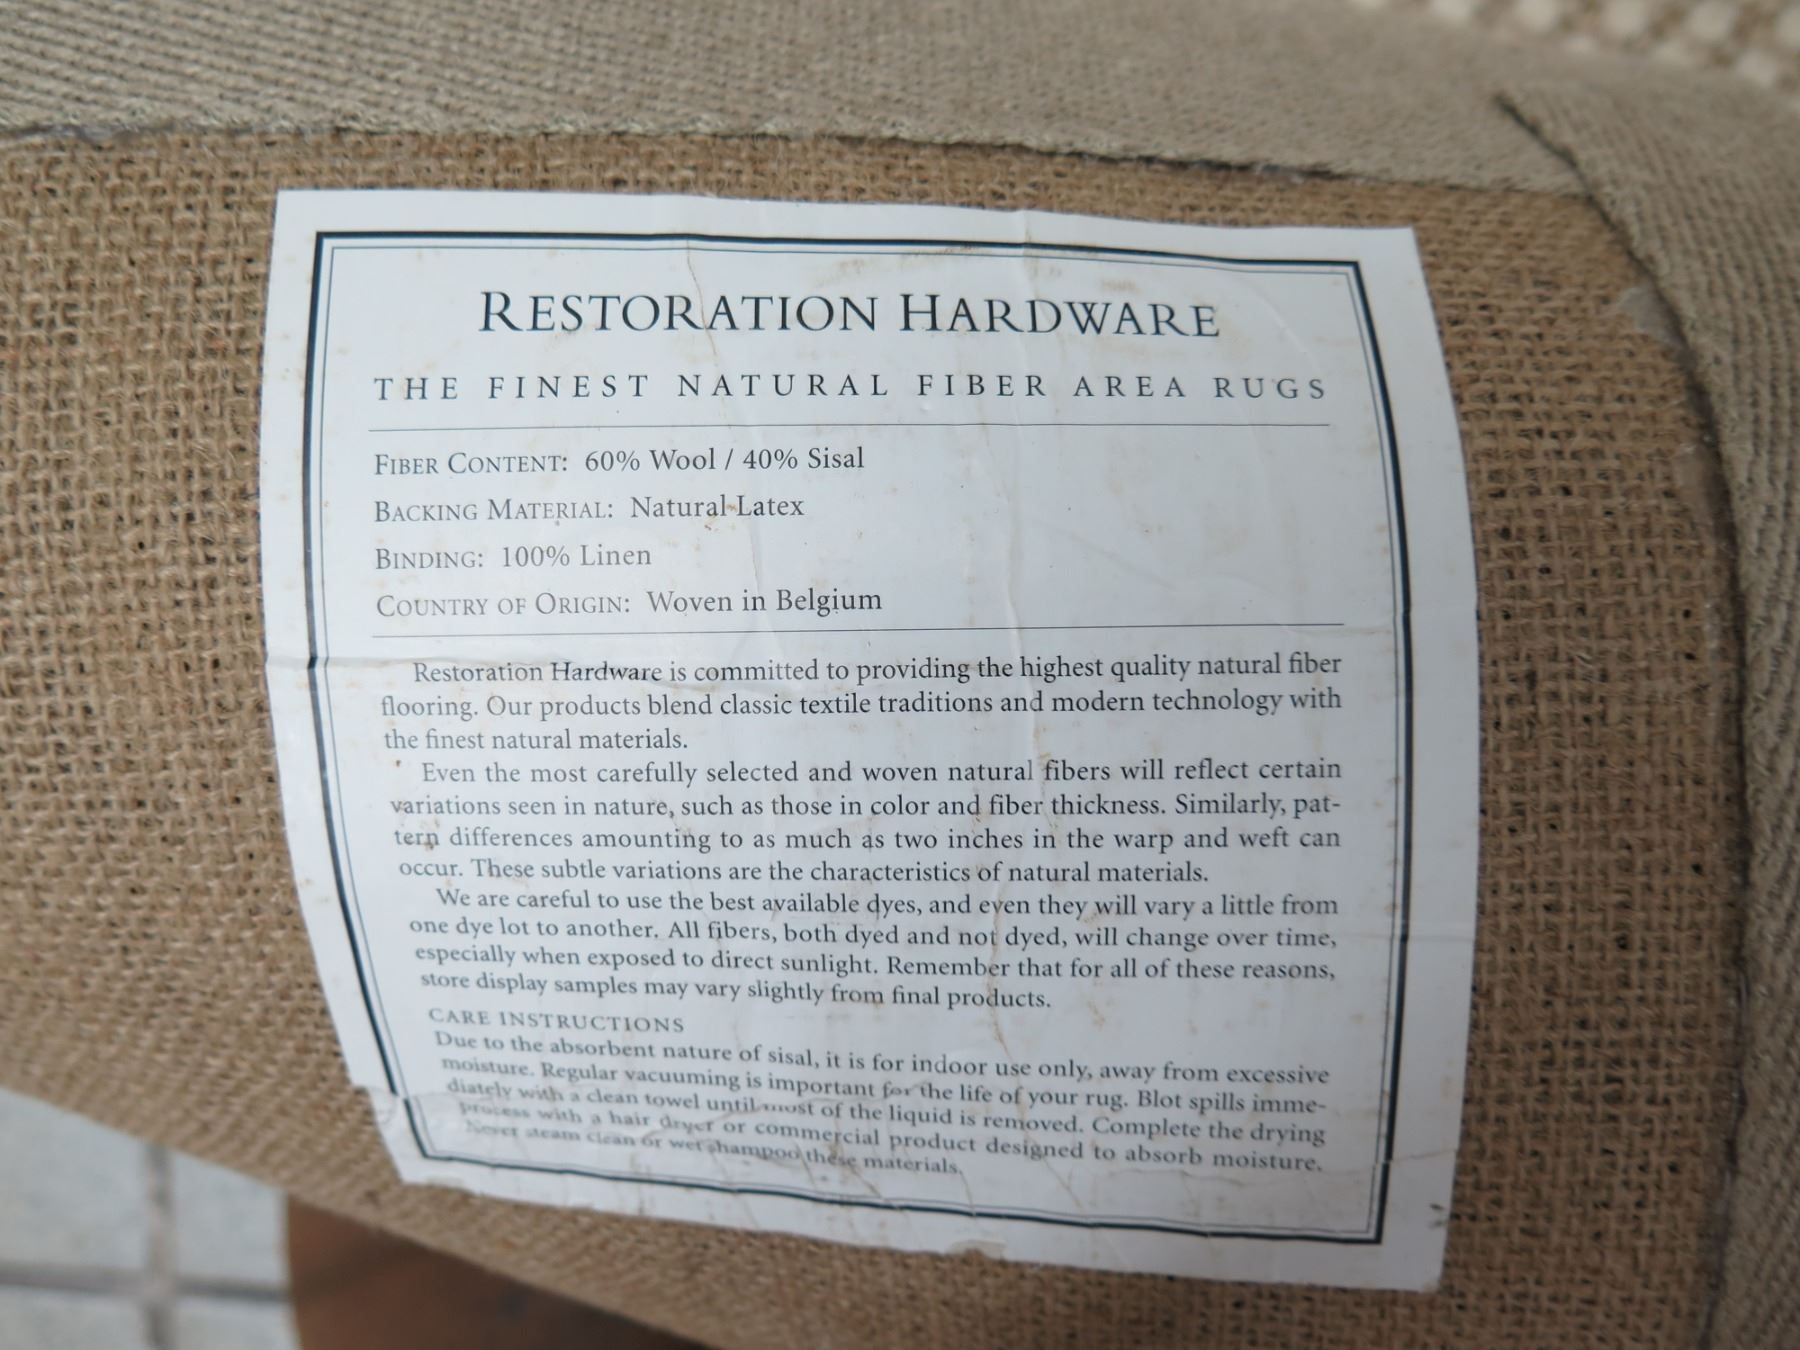 RESTORATION HARDWARE
THE FINEST NATURAL FIBER AREA RUGS
FIBER CONTENT: 60% Wool / 40% Sisal
BACKING MATERIAL: Natural Latex
BINDING: 100% Linen
COUNTRY OF ORIGIN: Woven in Belgium
Restoration Hardware is committed to providing the highest quality natural fiber
flooring. Our products blend classic textile traditions and modern technology with
the finest natural materials.
Even the most carefully selected and woven natural fibers will reflect certain
variations seen in nature, such as those in color and fiber thickness. Similarly, pat-
tern differences amounting to as much as two inches in the warp and weft can
occur. These subtle variations are the characteristics of natural materials.
We are careful to use the best available dyes, and even they will vary a little from
one dye lot to another. All fibers, both dyed and not dyed, will change over time,
especially when exposed to direct sunlight. Remember that for all of these reasons,
store display samples may vary slightly from final products.
CARE INSTRUCTIONS
Due to the absorbent nature of sisal, it is for indoor use only, away from excessive
moisture. Regular vacuuming is important for the life of your rug. Blot spills imme-
diately with a clean towel until most of the liquid is removed. Complete the drying
process with a hair dryer or commercial product designed to absorb moisture.
Never steam clean or wet shampoo these materials.